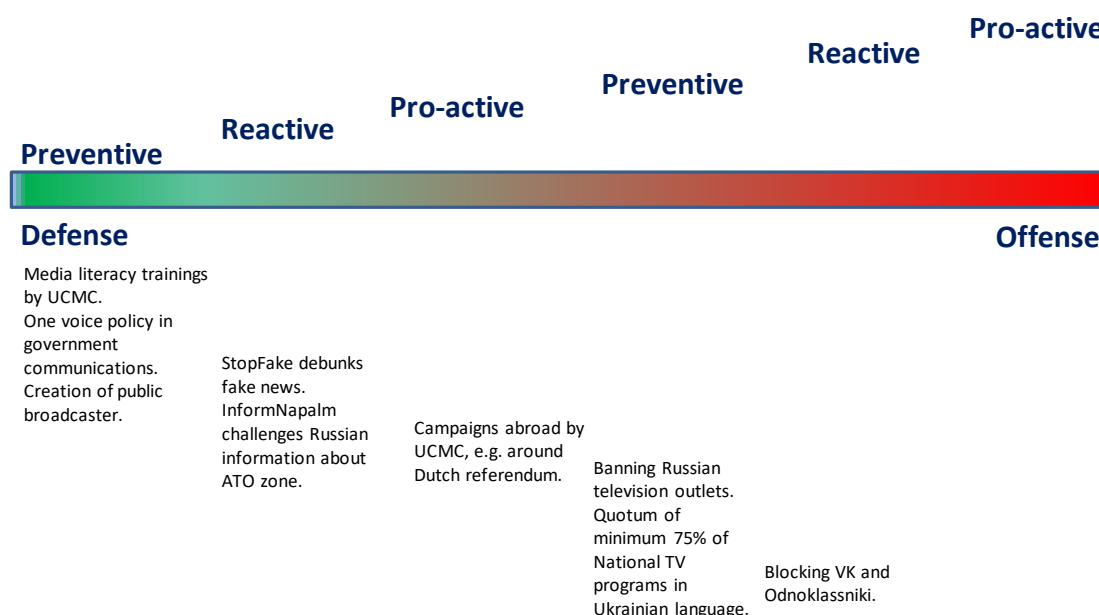 Pro-active
Reactive
Preventive
Pro-active
Reactive
Preventive
Defense
Offense
Media literacy trainings
by UCMC.
One voice policy in
government
communications.
Creation of public
broadcaster.
StopFake debunks
fake news.
InformNapalm
challenges Russian
information about
ATO zone.
Campaigns abroad by
UCMC, e.g. around
Dutch referendum.
Banning Russian
television outlets.
Quotum of
minimum 75% of
National TV
programs in
Ukrainian language.
Blocking VK and
Odnoklassniki.